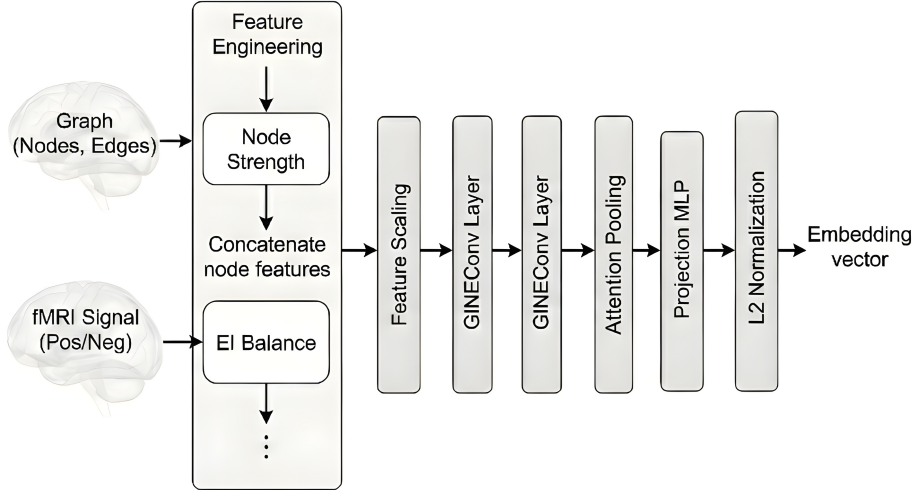 Feature
Engineering
Graph
(Nodes, Edges)
Node
Strength
Concatenate
node features
fMRI Signal
(Pos/Neg)
EI Balance
Feature Scaling
GINEConv Layer
GINEConv Layer
Attention Pooling
Projection MLP
L2 Normalization
Embedding
vector